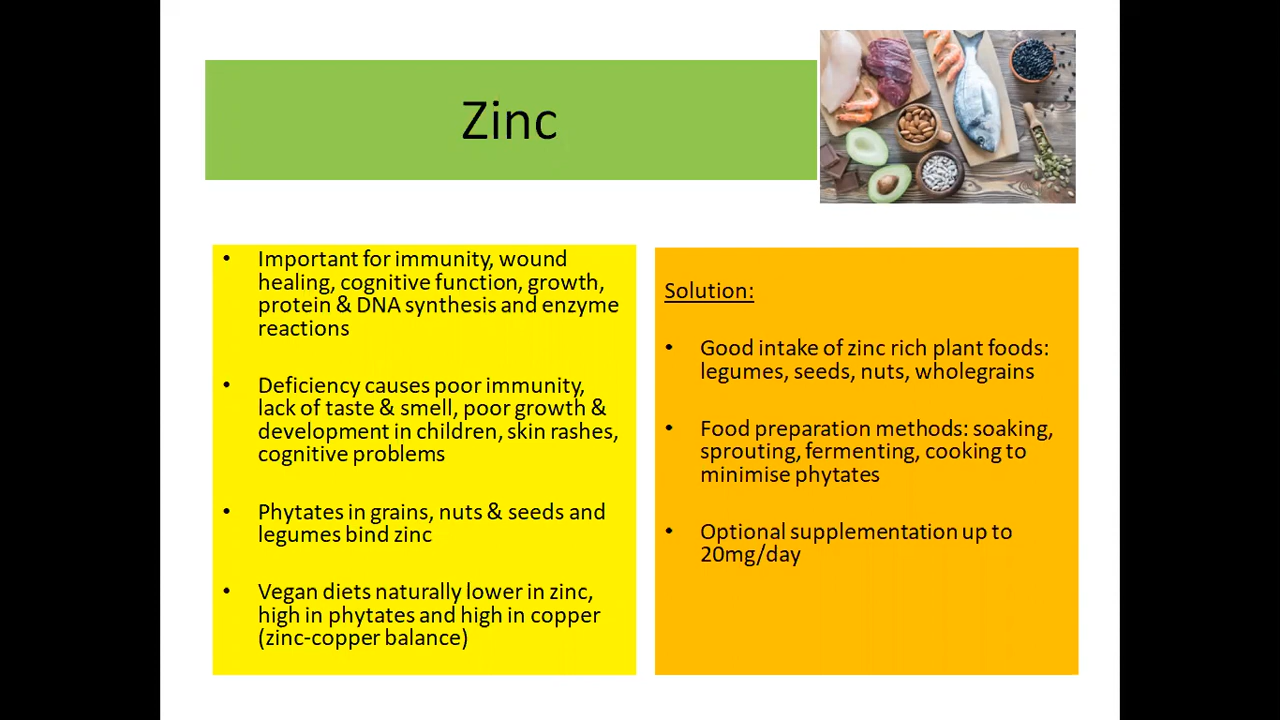 Zinc
• Important for immunity, wound
healing, cognitive function, growth,
protein & DNA synthesis and enzyme
reactions
• Deficiency causes poor immunity,
lack of taste & smell, poor growth &
development in children, skin rashes,
cognitive problems
• Phytates in grains, nuts & seeds and
legumes bind zinc
• Vegan diets naturally lower in zinc,
high in phytates and high in copper
(zinc-copper balance)
Solution:
• Good intake of zinc rich plant foods:
legumes, seeds, nuts, wholegrains
• Food preparation methods: soaking,
sprouting, fermenting, cooking to
minimise phytates
• Optional supplementation up to
20mg/day